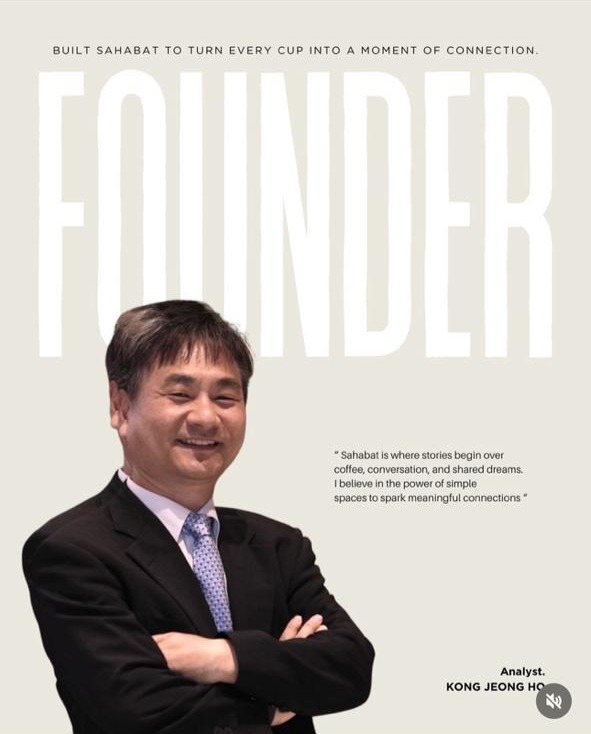 BUILT SAHABAT TO TURN EVERY CUP INTO A MOMENT OF CONNECTION.
FOUNDER
“ Sahabat is where stories begin over
coffee, conversation, and shared dreams.
I believe in the power of simple
spaces to spark meaningful connections “
Analyst.
KONG JEONG HO